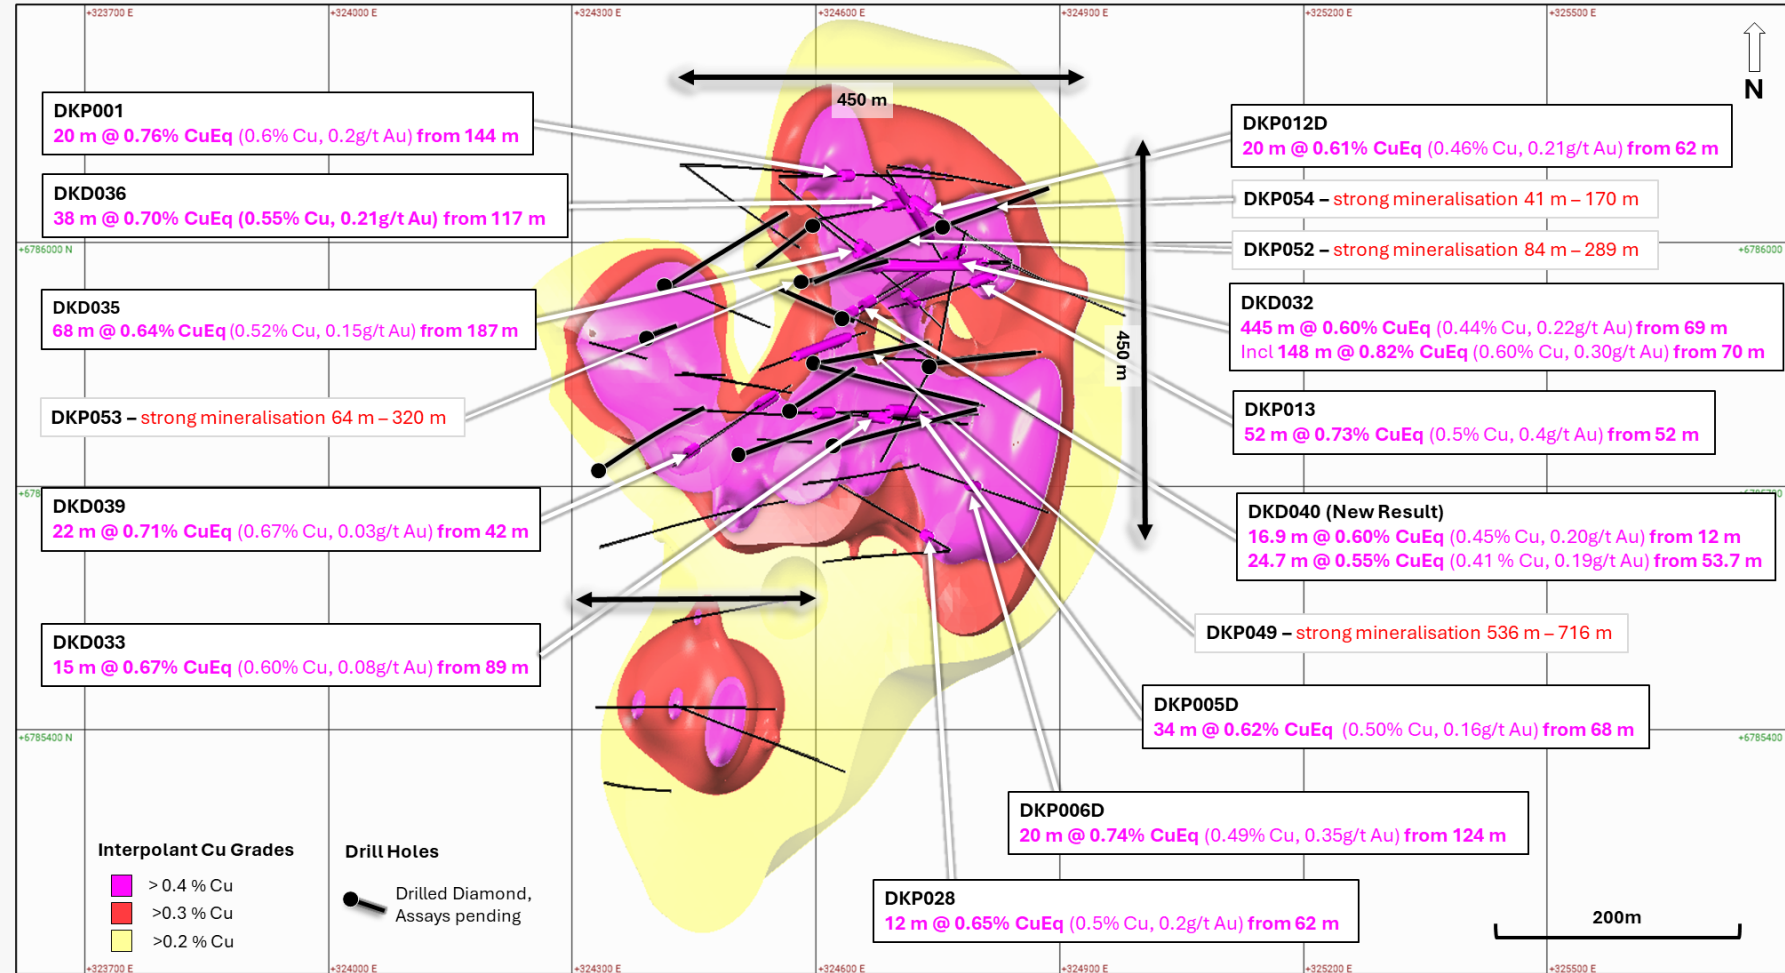 +323700 E
+324000 E
+324300 E
+324600 E
+324900 E
+325200 E
+325500 E
N
450 m
DKP001
20 m @ 0.76% CuEq (0.6% Cu, 0.2g/t Au) from 144 m
DKD036
38 m @ 0.70% CuEq (0.55% Cu, 0.21g/t Au) from 117 m
+6786000 N
DKD035
68 m @ 0.64% CuEq (0.52% Cu, 0.15g/t Au) from 187 m
DKP053 – strong mineralisation 64 m – 320 m
DKD039
22 m @ 0.71% CuEq (0.67% Cu, 0.03g/t Au) from 42 m
DKD033
15 m @ 0.67% CuEq (0.60% Cu, 0.08g/t Au) from 89 m
+6785400 N
DKP012D
20 m @ 0.61% CuEq (0.46% Cu, 0.21g/t Au) from 62 m
DKP054 – strong mineralisation 41 m – 170 m
DKP052 – strong mineralisation 84 m – 289 m
+6786000
DKD032
445 m @ 0.60% CuEq (0.44% Cu, 0.22g/t Au) from 69 m
Incl 148 m @ 0.82% CuEq (0.60% Cu, 0.30g/t Au) from 70 m
450 m
DKP013
52 m @ 0.73% CuEq (0.5% Cu, 0.4g/t Au) from 52 m
DKD040 (New Result)
16.9 m @ 0.60% CuEq (0.45% Cu, 0.20g/t Au) from 12 m
24.7 m @ 0.55% CuEq (0.41 % Cu, 0.19g/t Au) from 53.7 m
DKP049 – strong mineralisation 536 m – 716 m
DKP005D
34 m @ 0.62% CuEq (0.50% Cu, 0.16g/t Au) from 68 m
+6785400
DKP006D
20 m @ 0.74% CuEq (0.49% Cu, 0.35g/t Au) from 124 m
DKP028
12 m @ 0.65% CuEq (0.5% Cu, 0.2g/t Au) from 62 m
Interpolant Cu Grades
> 0.4 % Cu
>0.3 % Cu
>0.2 % Cu
Drill Holes
Drilled Diamond,
Assays pending
200m
+323700 E
+324000 E
+324300 E
+324600 E
+324900 E
+325200 E
+325500 E